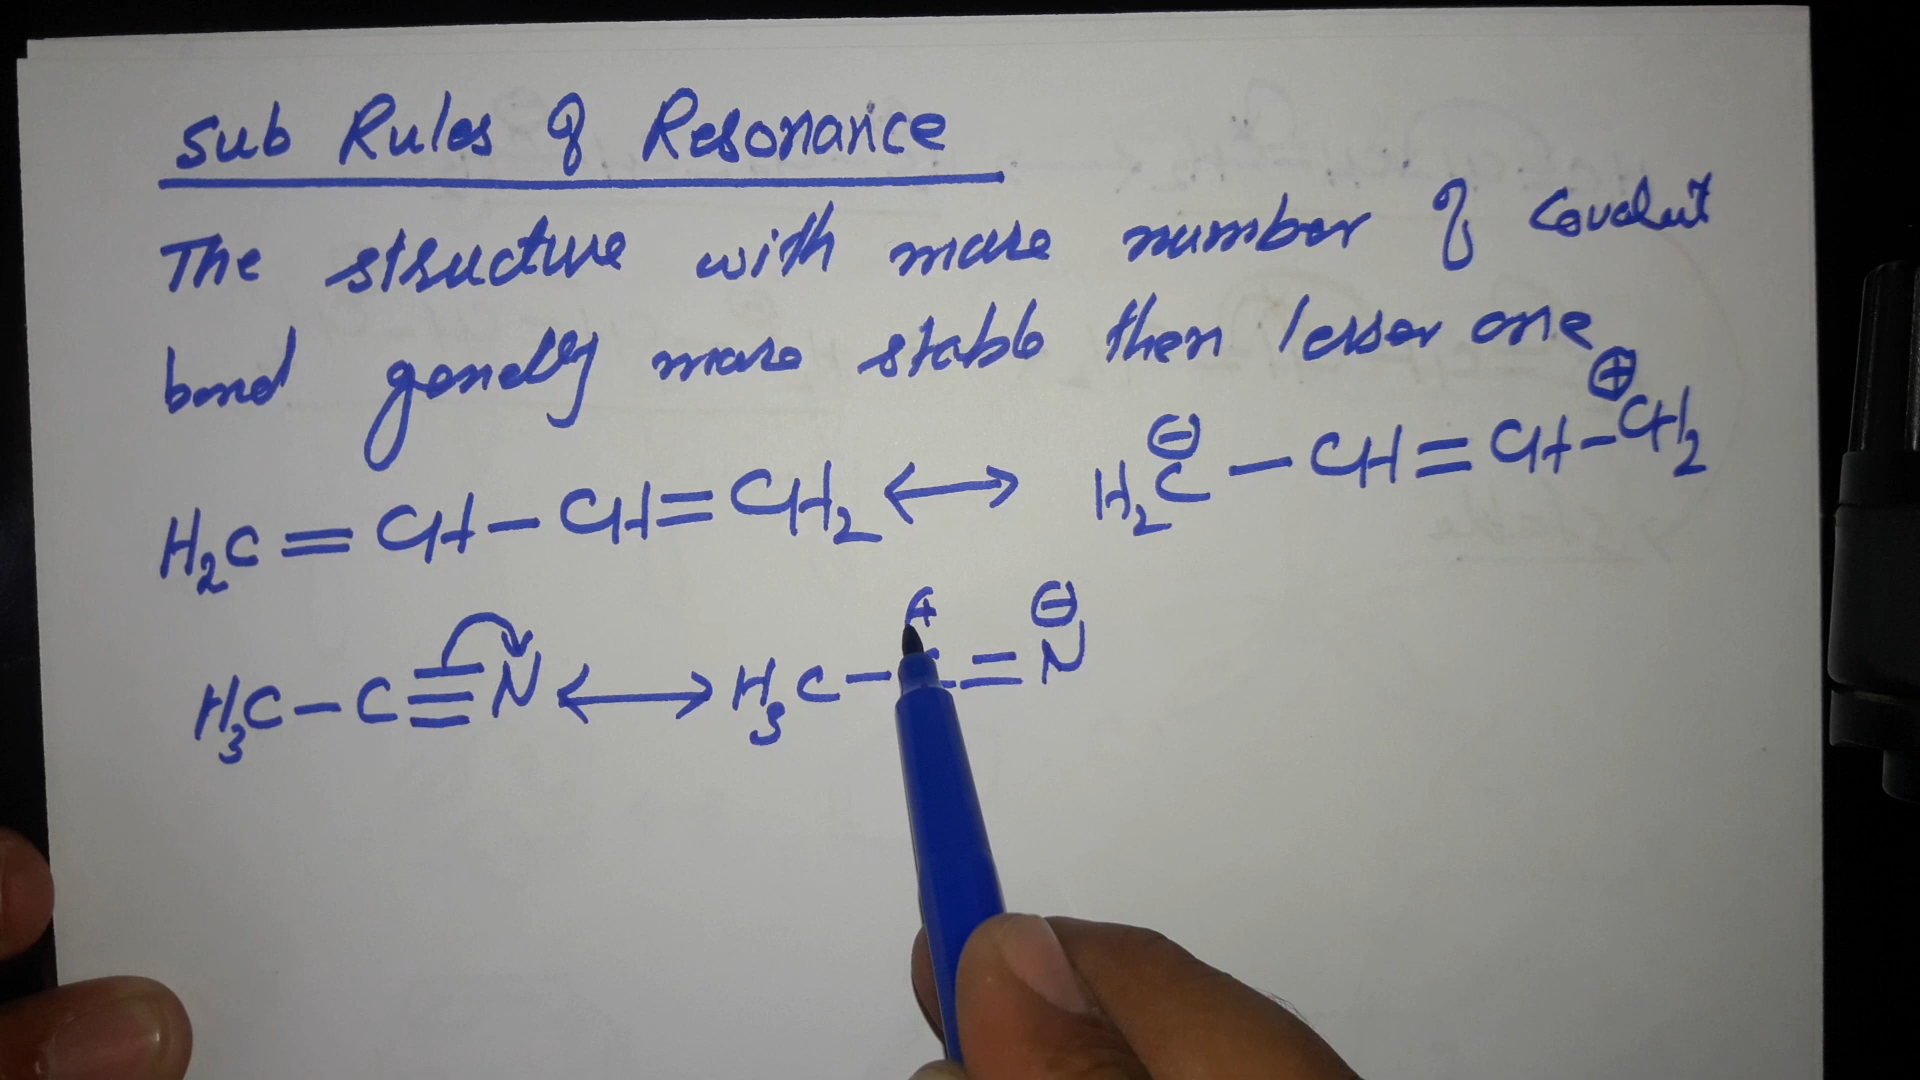 Sub Rules of Resonance
The structure with more number of Covalent
bond generally more stable then lesser one
H₂C=CH-CH=CH₂ ↔ H₂C⊖-CH=CH-CH₂⊕
H₃C-C≡N ↔ H₃C-C⊕=N⊖